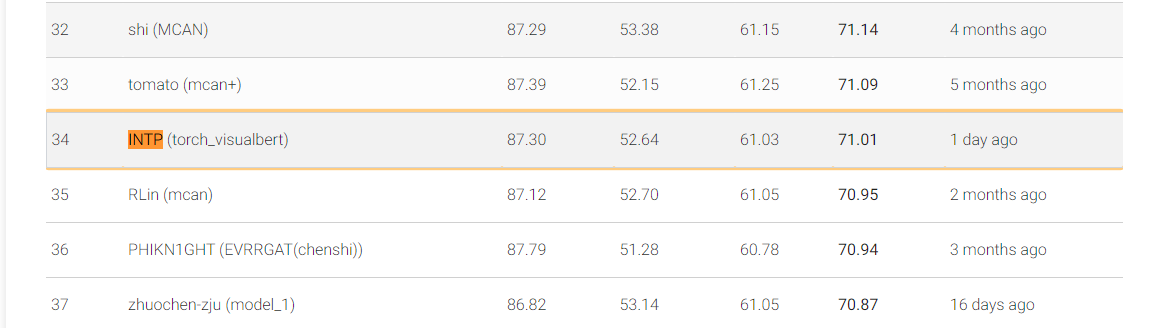 32 shi (MCAN) 87.29 53.38 61.15 71.14 4 months ago
33 tomato (mcan+) 87.39 52.15 61.25 71.09 5 months ago
34 INTP (torch_visualbert) 87.30 52.64 61.03 71.01 1 day ago
35 RLin (mcan) 87.12 52.70 61.05 70.95 2 months ago
36 PHIKN1GHT (EVRRGAT(chenshi)) 87.79 51.28 60.78 70.94 3 months ago
37 zhuochen-zju (model_1) 86.82 53.14 61.05 70.87 16 days ago